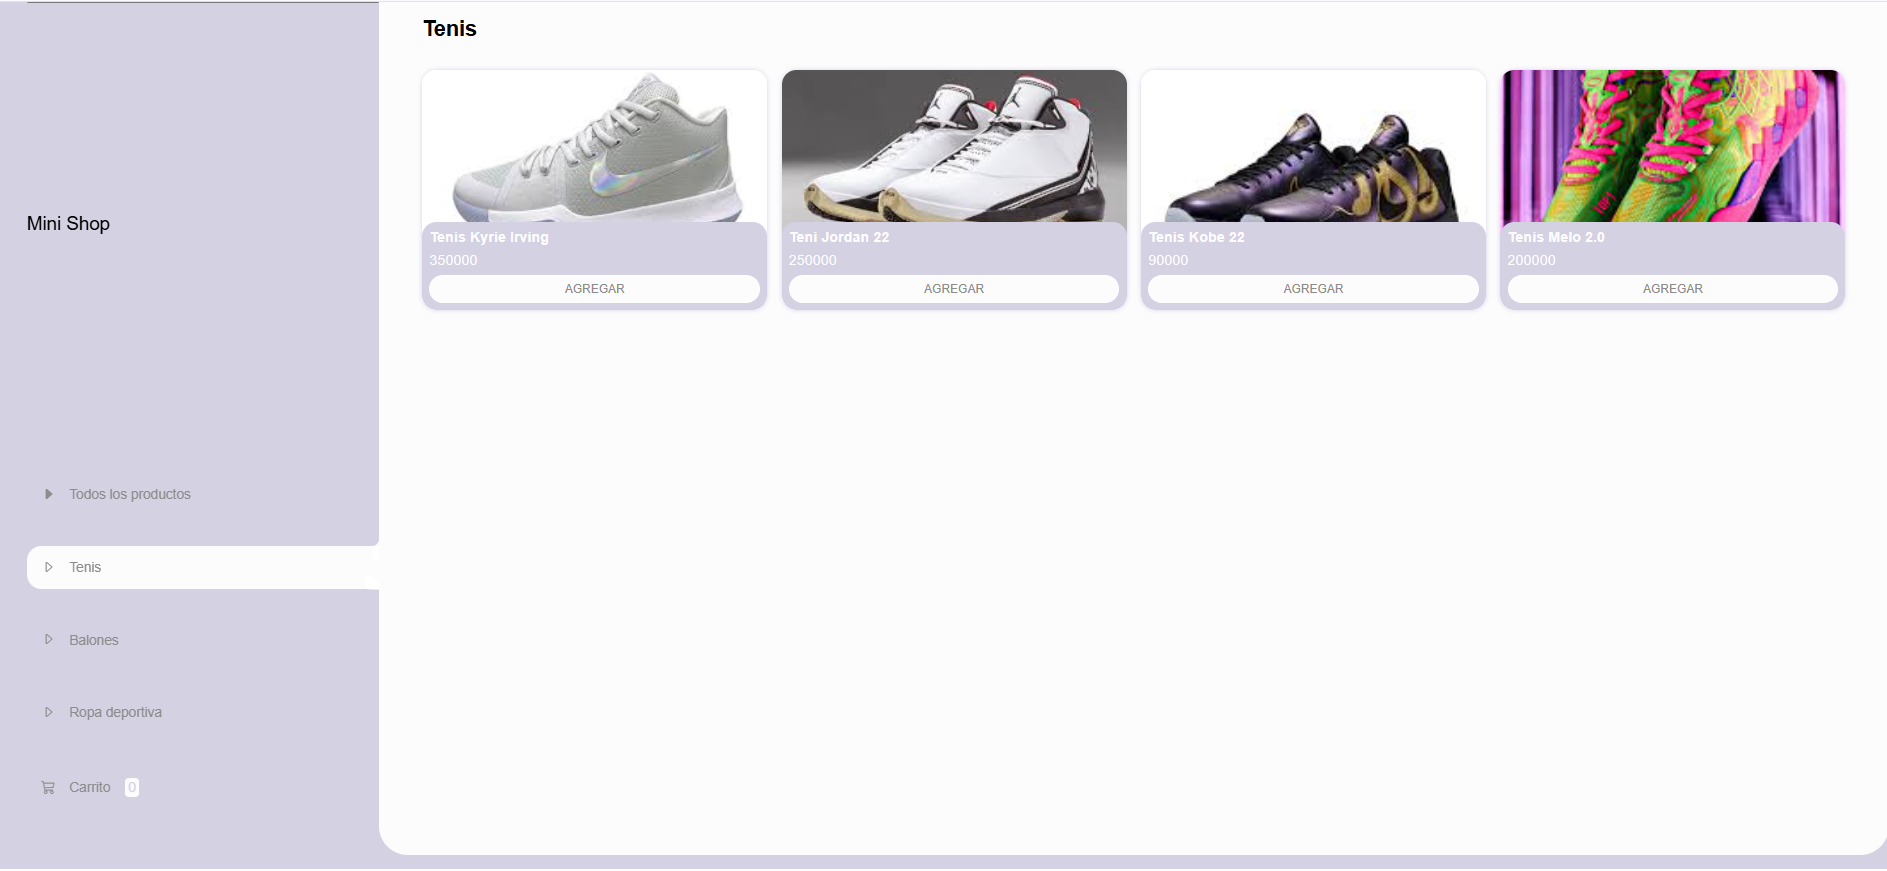 Mini Shop
Todos los productos
Tenis
Balones
Ropa deportiva
Carrito 0
Tenis
Tenis Kyrie Irving
350000
AGREGAR
Teni Jordan 22
250000
AGREGAR
Tenis Kobe 22
90000
AGREGAR
Tenis Melo 2.0
200000
AGREGAR